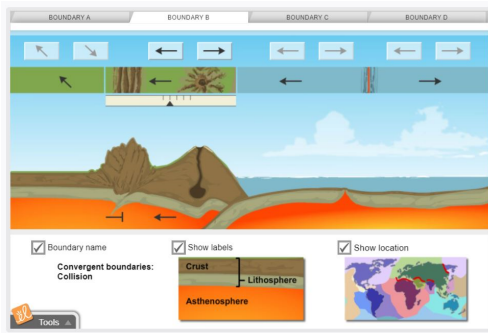 BOUNDARY A
BOUNDARY B
BOUNDARY C
BOUNDARY D
Boundary name
Convergent boundaries:
Collision
Show labels
Crust
Lithosphere
Asthenosphere
Show location
Tools